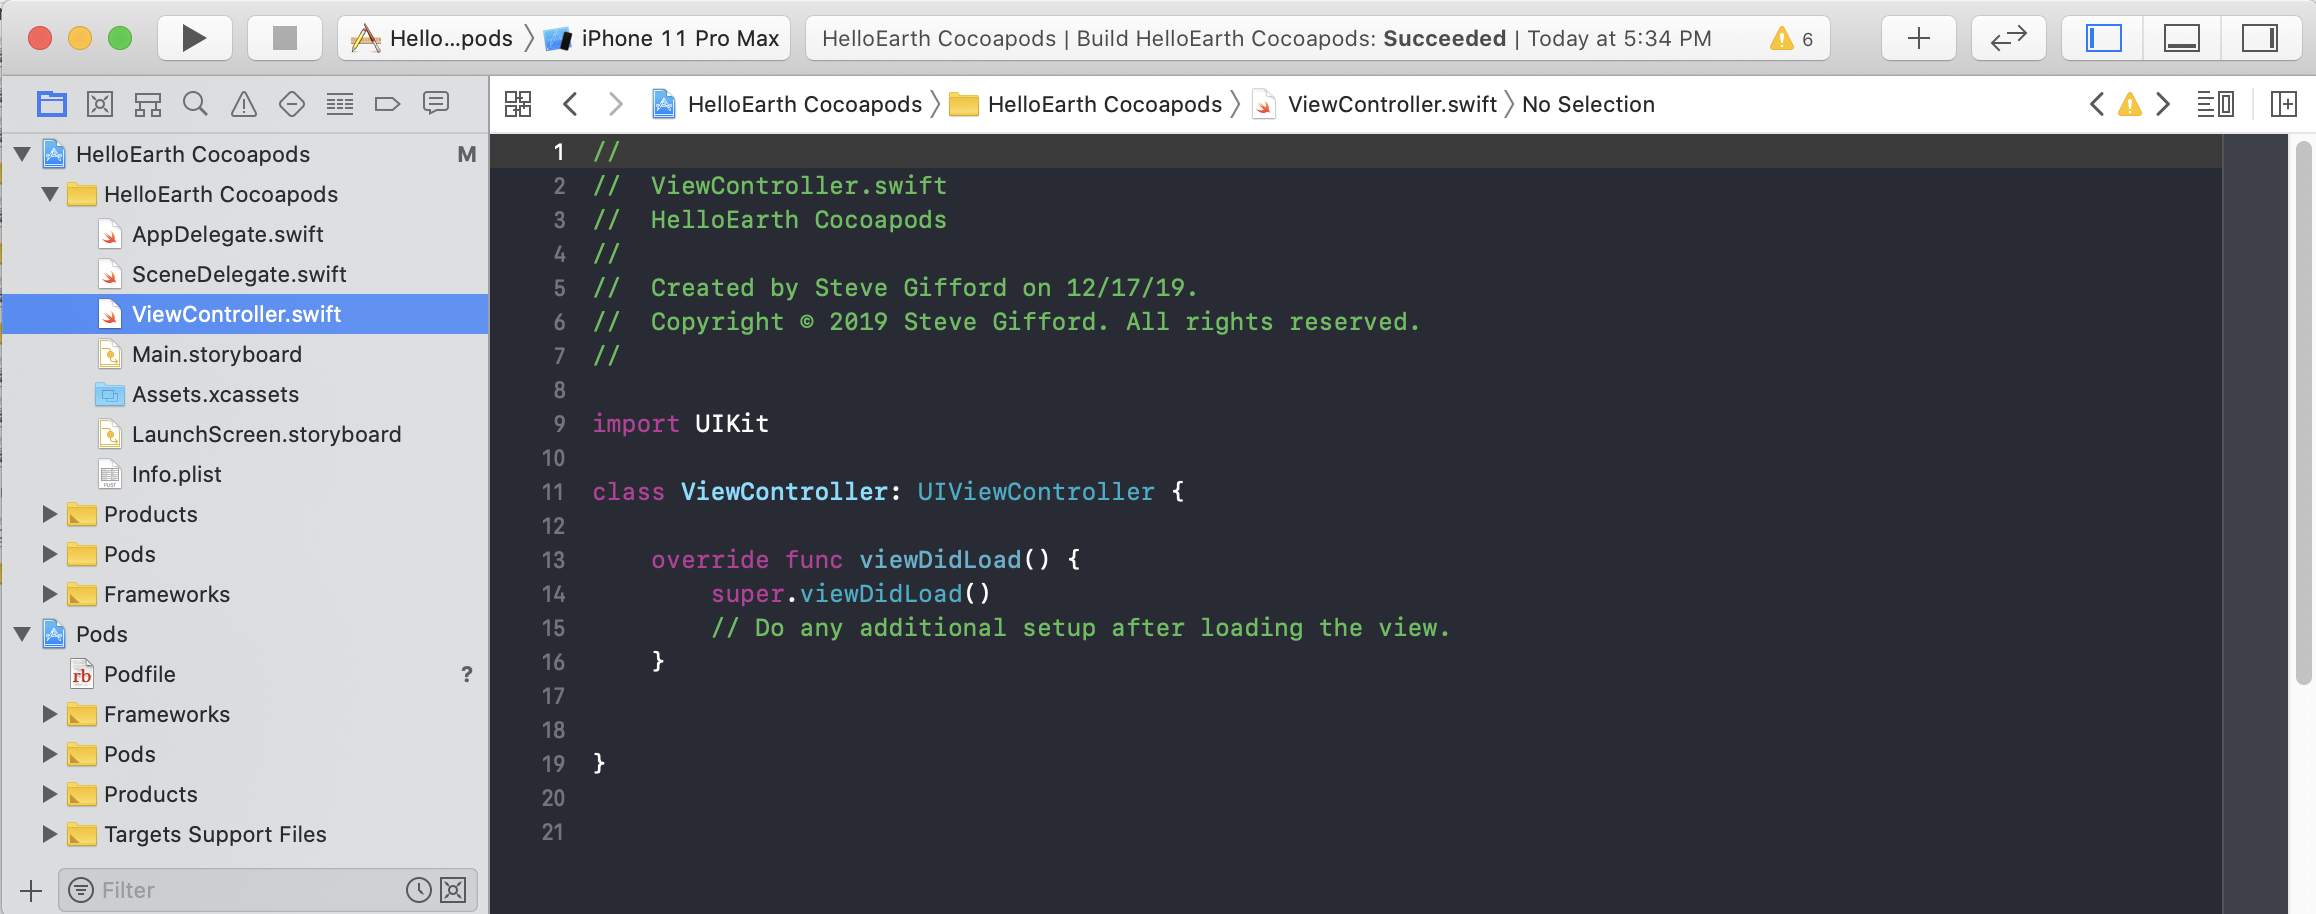 Hello...pods 〉 iPhone 11 Pro Max
HelloEarth Cocoapods | Build HelloEarth Cocoapods: Succeeded | Today at 5:34 PM
6
HelloEarth Cocoapods 〉 HelloEarth Cocoapods 〉 ViewController.swift 〉 No Selection
HelloEarth Cocoapods M
HelloEarth Cocoapods
AppDelegate.swift
SceneDelegate.swift
ViewController.swift
Main.storyboard
Assets.xcassets
LaunchScreen.storyboard
Info.plist
Products
Pods
Frameworks
Pods
rb Podfile ?
Frameworks
Pods
Products
Targets Support Files
Filter
1 //
2 //  ViewController.swift
3 //  HelloEarth Cocoapods
4 //
5 //  Created by Steve Gifford on 12/17/19.
6 //  Copyright © 2019 Steve Gifford. All rights reserved.
7 //
8
9 import UIKit
10
11 class ViewController: UIViewController {
12
13     override func viewDidLoad() {
14         super.viewDidLoad()
15         // Do any additional setup after loading the view.
16     }
17
18
19 }
20
21